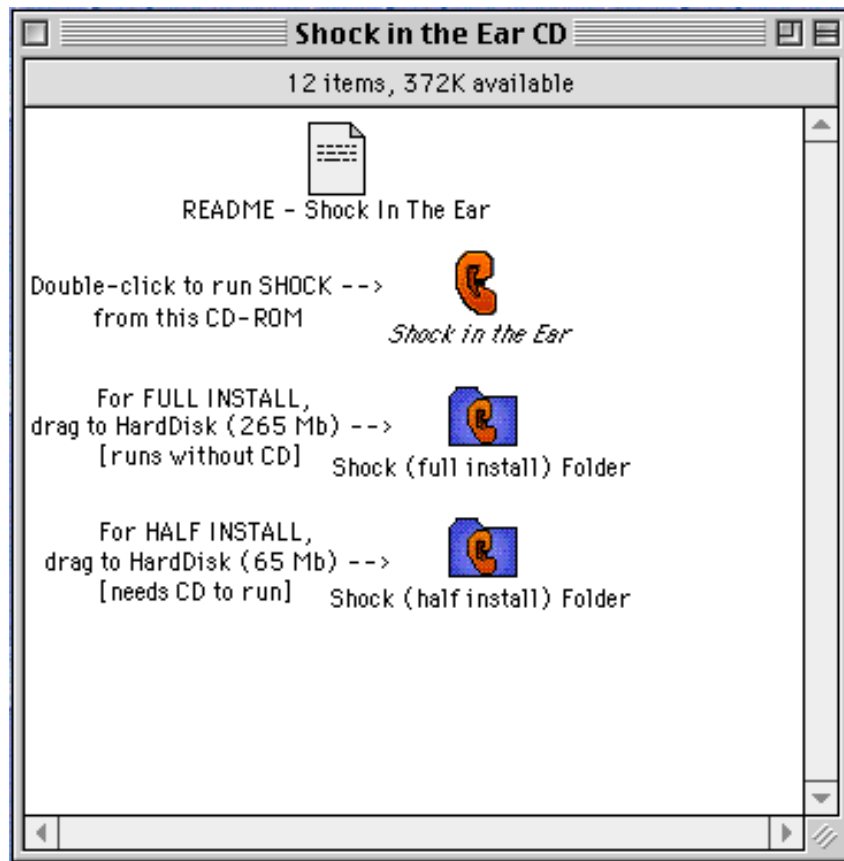 Shock in the Ear CD
12 items, 372K available
README - Shock In The Ear
Double-click to run SHOCK -->
from this CD-ROM
Shock in the Ear
For FULL INSTALL,
drag to HardDisk (265 Mb) -->
[runs without CD]
Shock (full install) Folder
For HALF INSTALL,
drag to HardDisk (65 Mb) -->
[needs CD to run]
Shock (half install) Folder